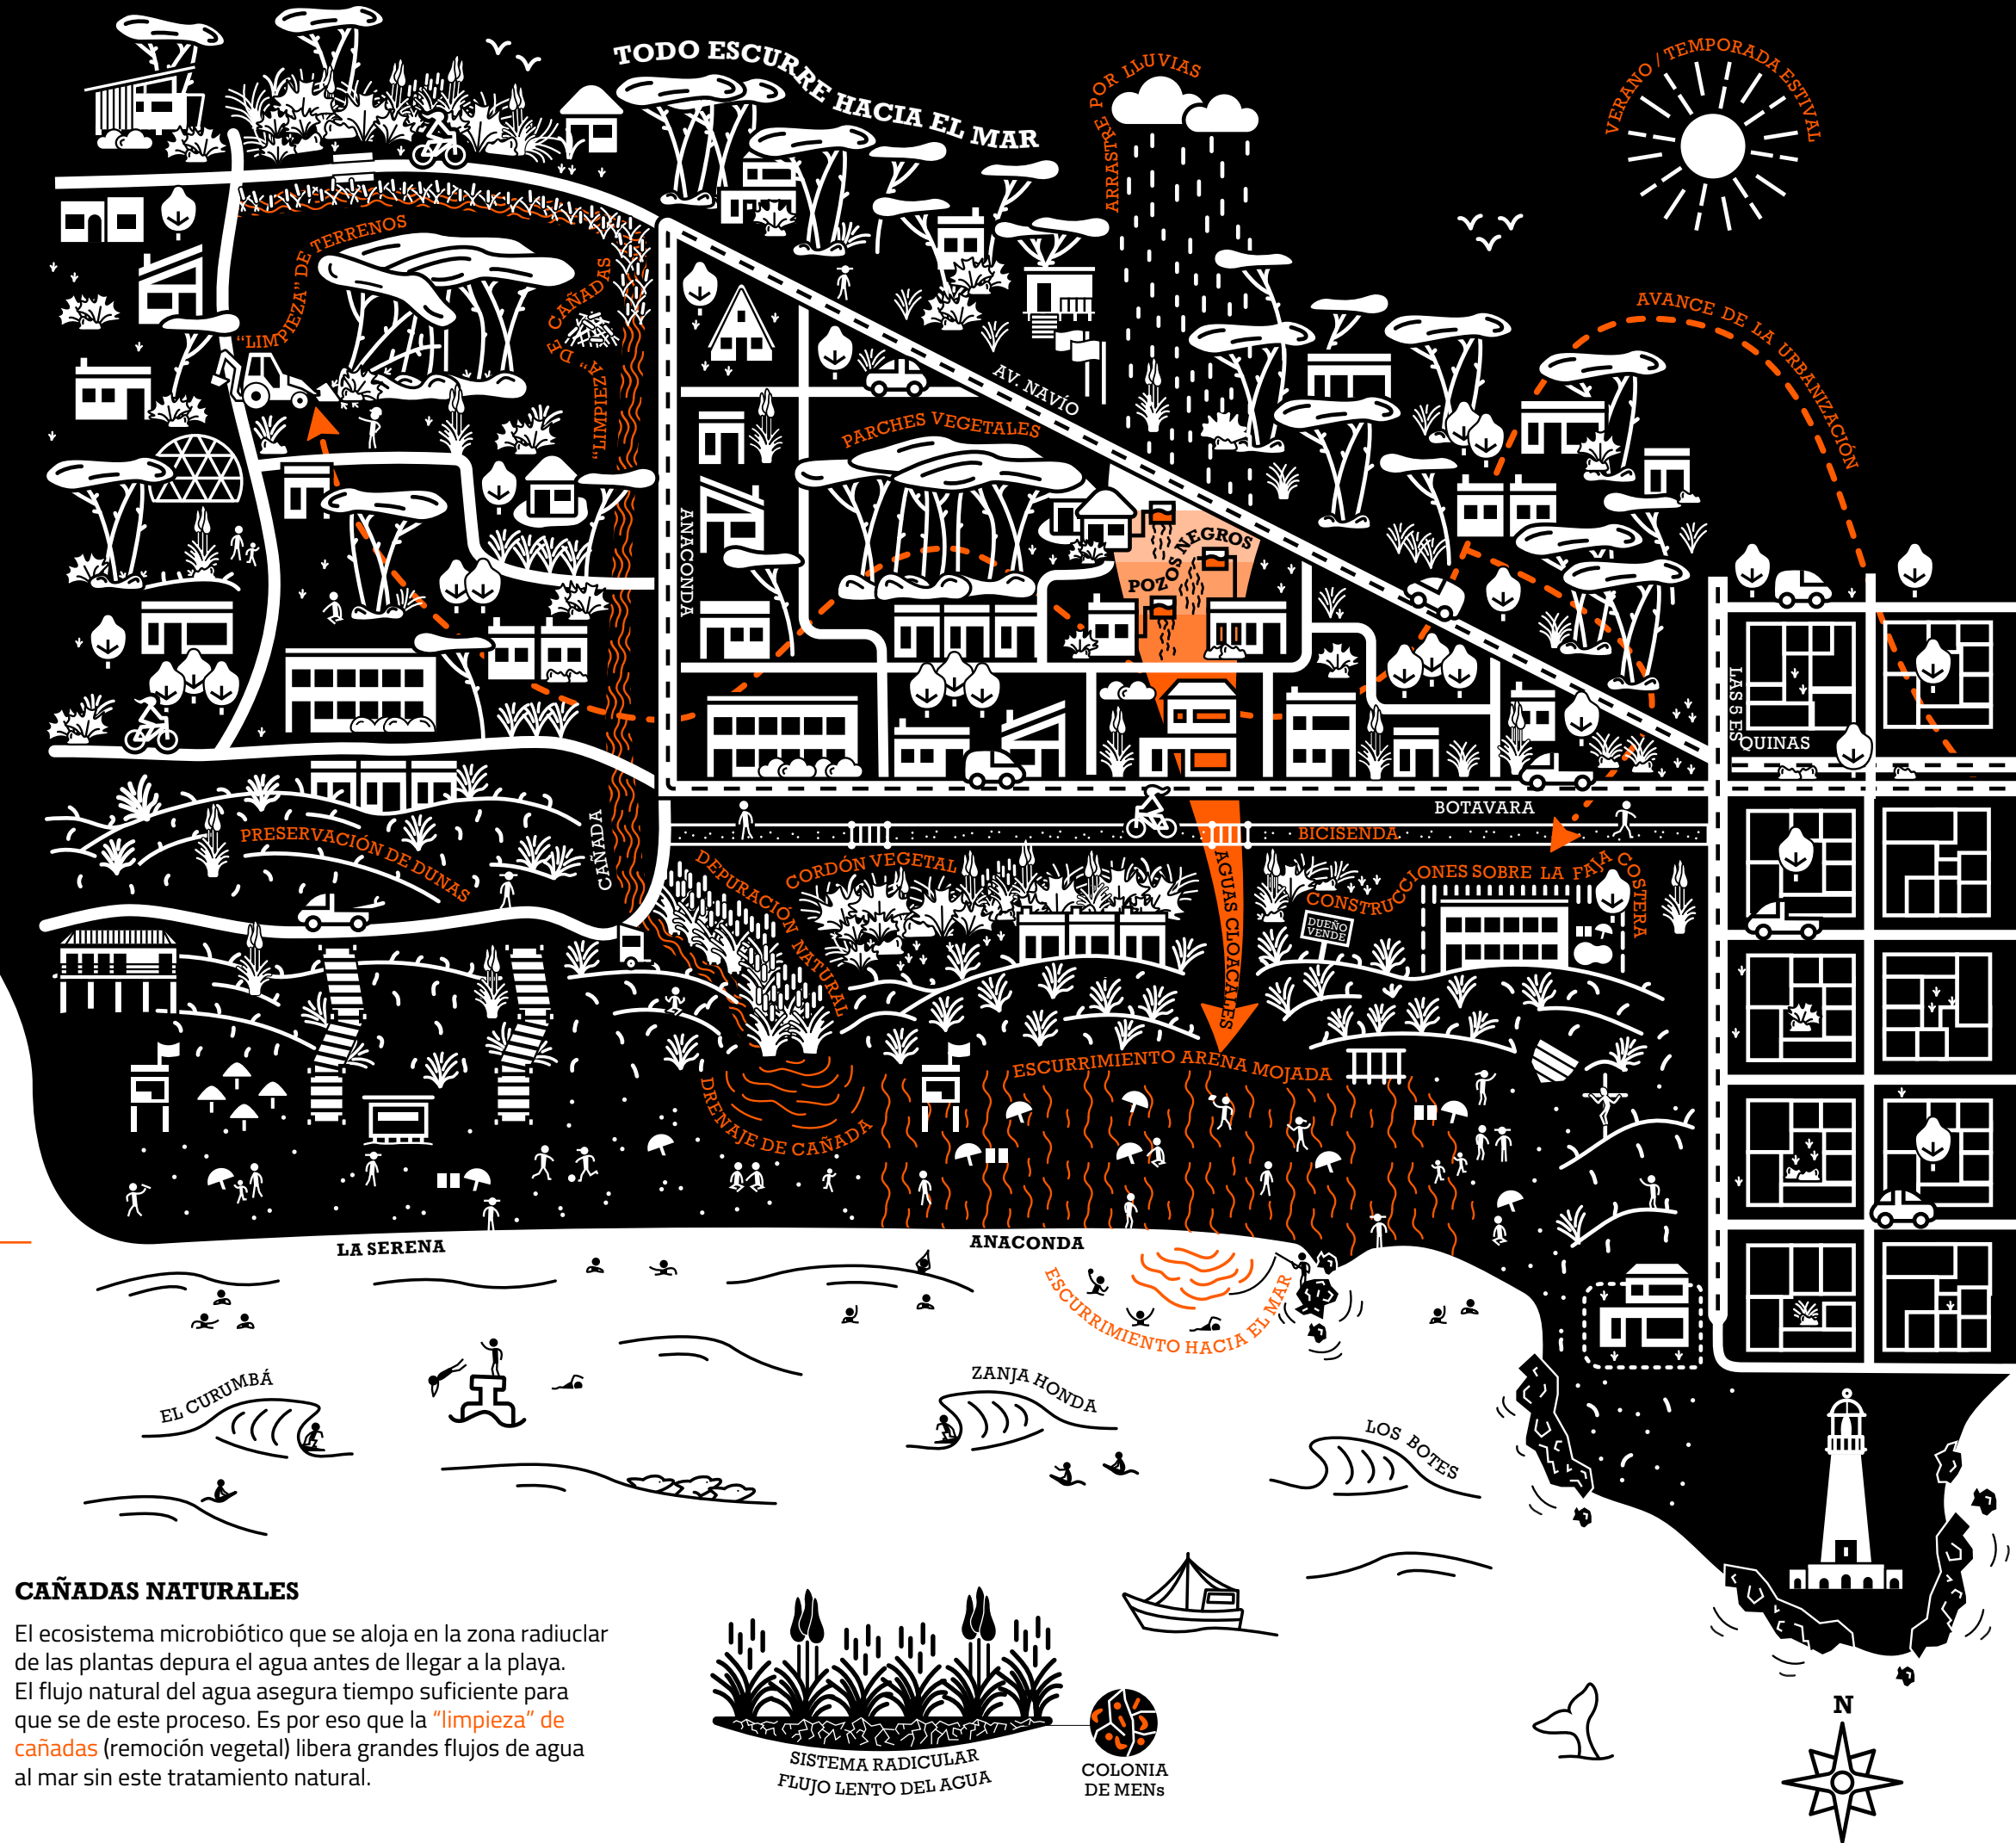 TODO ESCURRE HACIA EL MAR
ARRASTRE POR LLUVIAS
VERANO / TEMPORADA ESTIVAL
“LIMPIEZA” DE TERRENOS
“LIMPIEZA” DE CAÑADAS
AVANCE DE LA URBANIZACIÓN
AV. NAVÍO
PARCHES VEGETALES
ANACONDA
POZOS NEGROS
LAS 5 ES
QUINAS
BOTAVARA
BICISENDA
PRESERVACIÓN DE DUNAS
CAÑADA
DEPURACIÓN NATURAL
CORDÓN VEGETAL
AGUAS CLOACALES
CONSTRUCCIONES SOBRE LA FAJA COSTERA
DUEÑO
VENDE
ESCURRIMIENTO ARENA MOJADA
DRENAJE DE CAÑADA
LA SERENA
ANACONDA
ESCURRIMIENTO HACIA EL MAR
EL CURUMBÁ
ZANJA HONDA
LOS BOTES
CAÑADAS NATURALES
El ecosistema microbiótico que se aloja en la zona radiuclar
de las plantas depura el agua antes de llegar a la playa.
El flujo natural del agua asegura tiempo suficiente para
que se de este proceso. Es por eso que la “limpieza” de
cañadas (remoción vegetal) libera grandes flujos de agua
al mar sin este tratamiento natural.
SISTEMA RADICULAR
FLUJO LENTO DEL AGUA
COLONIA
DE MENs
N